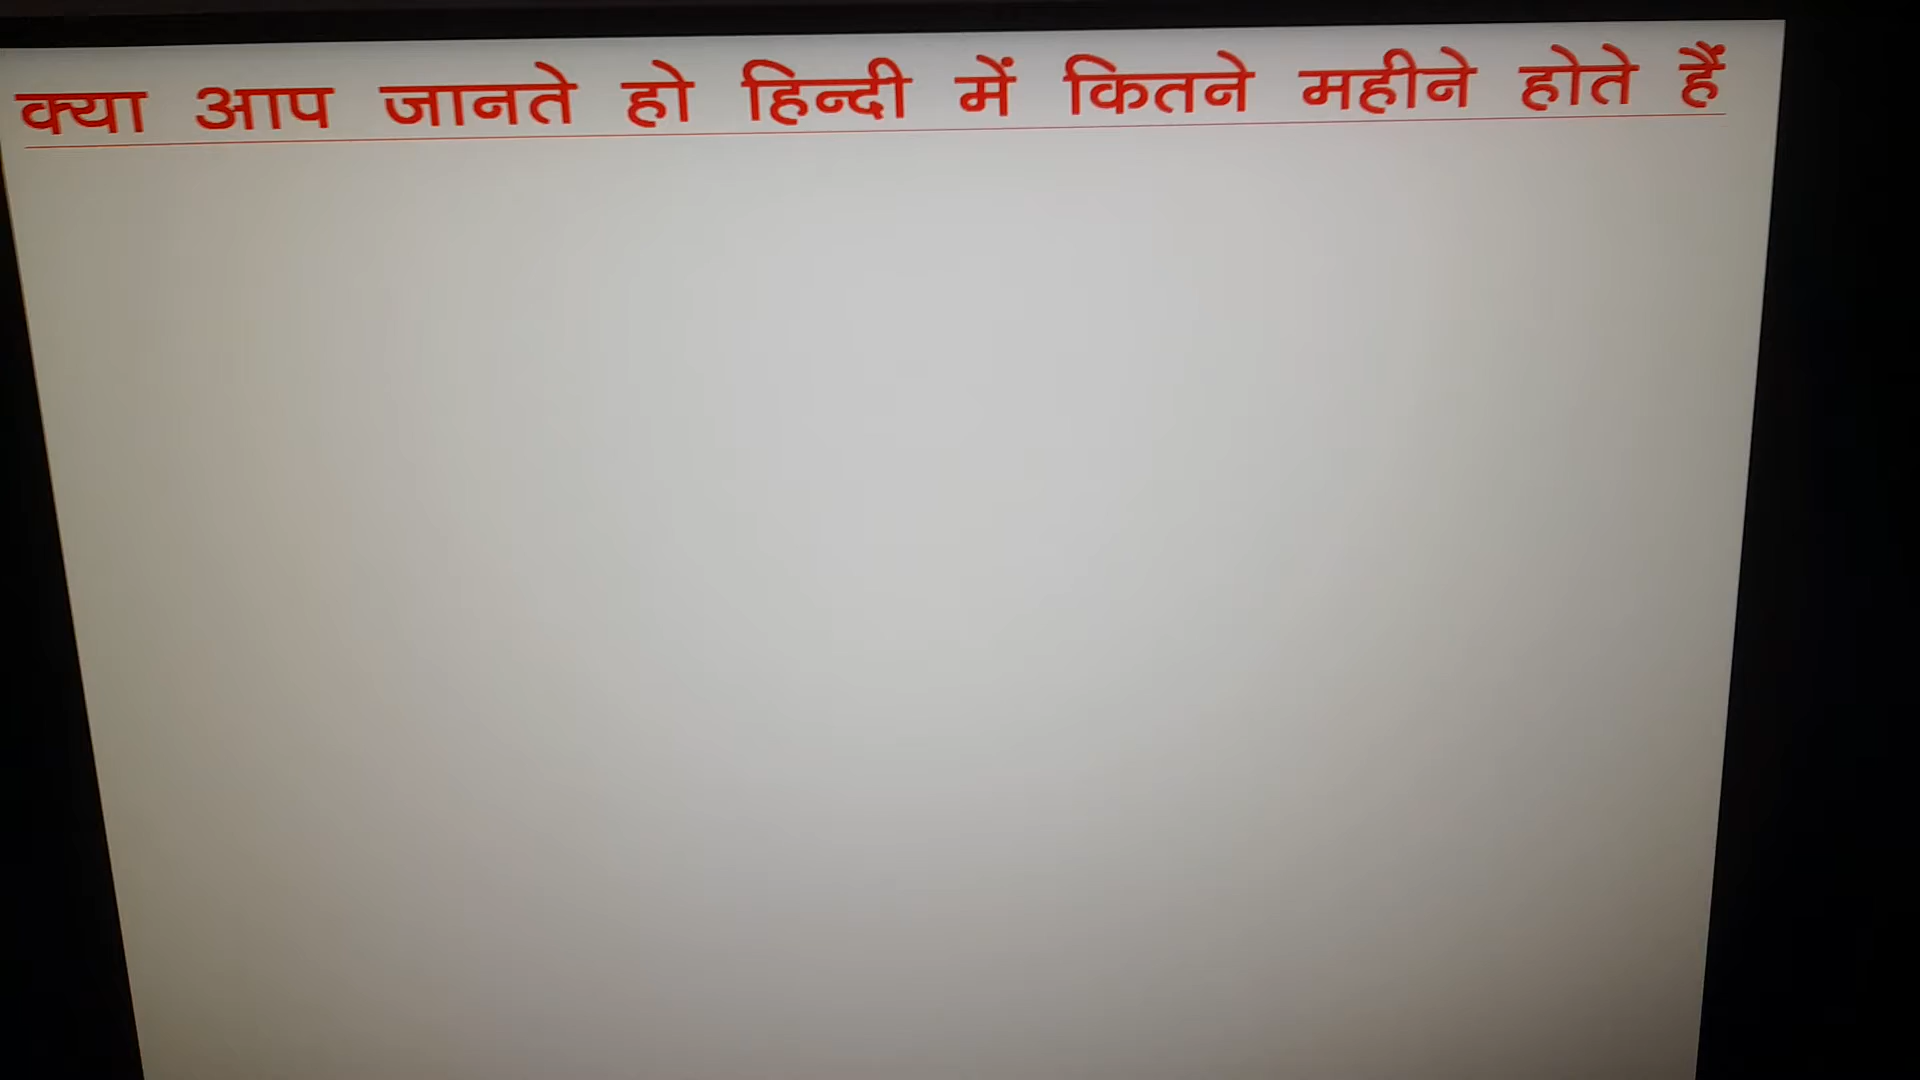 क्या आप जानते हो हिन्दी में कितने महीने होते हैं